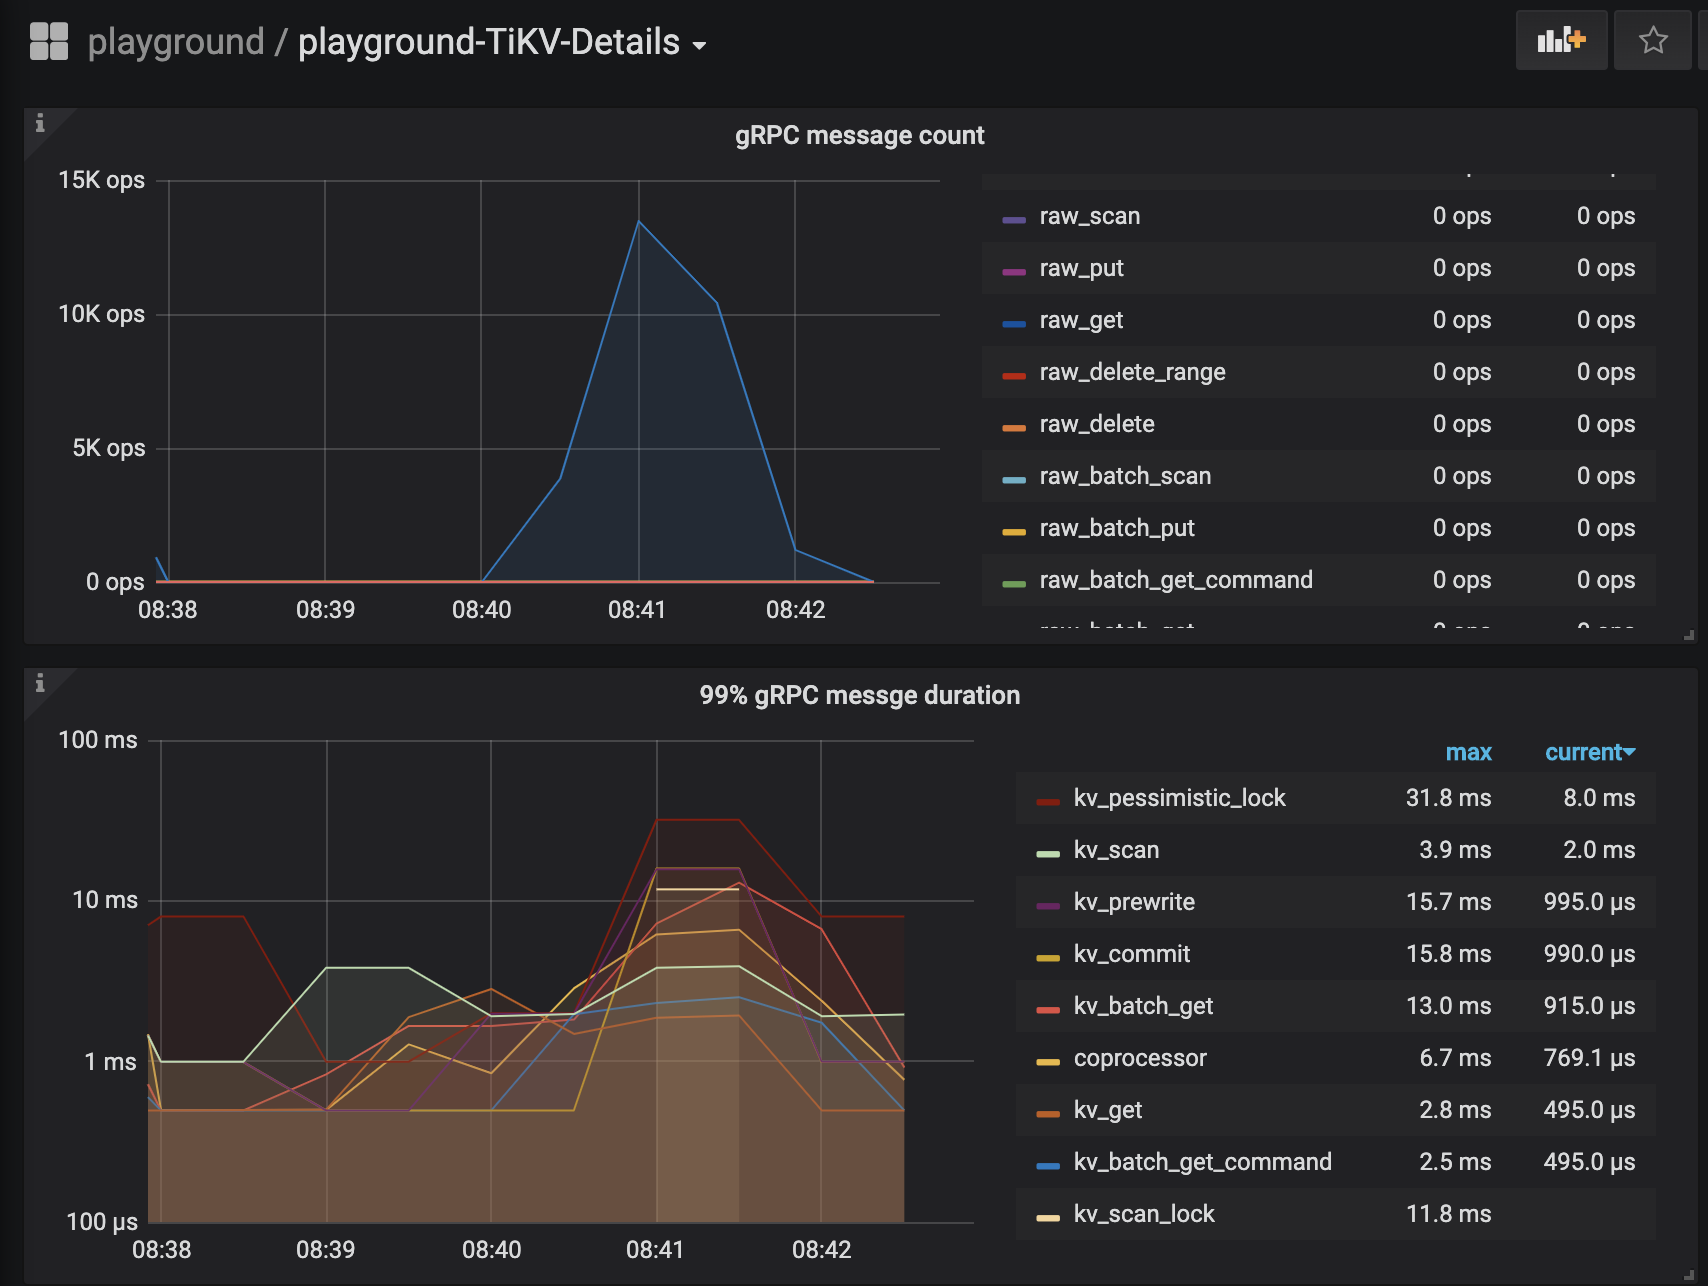 playground / playground-TiKV-Details
gRPC message count
15K ops
10K ops
5K ops
0 ops
08:38 08:39 08:40 08:41 08:42
raw_scan 0 ops 0 ops
raw_put 0 ops 0 ops
raw_get 0 ops 0 ops
raw_delete_range 0 ops 0 ops
raw_delete 0 ops 0 ops
raw_batch_scan 0 ops 0 ops
raw_batch_put 0 ops 0 ops
raw_batch_get_command 0 ops 0 ops
99% gRPC messge duration
100 ms
10 ms
1 ms
100 µs
08:38 08:39 08:40 08:41 08:42
max current
kv_pessimistic_lock 31.8 ms 8.0 ms
kv_scan 3.9 ms 2.0 ms
kv_prewrite 15.7 ms 995.0 µs
kv_commit 15.8 ms 990.0 µs
kv_batch_get 13.0 ms 915.0 µs
coprocessor 6.7 ms 769.1 µs
kv_get 2.8 ms 495.0 µs
kv_batch_get_command 2.5 ms 495.0 µs
kv_scan_lock 11.8 ms